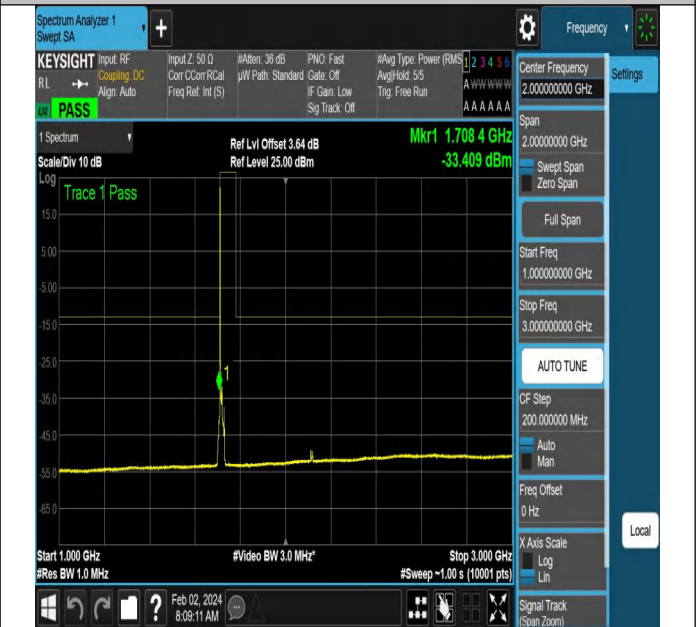 Spectrum Analyzer 1
Swept SA
+
Frequency
KEYSIGHT
RL
Input: RF
Coupling: DC
Align: Auto
Input Z: 50 Ω
Corr CCorr RCal
Freq Ref: Int (S)
#Atten: 36 dB
µW Path: Standard
PNO: Fast
Gate: Off
IF Gain: Low
Sig Track: Off
#Avg Type: Power (RMS
Avg|Hold: 5/5
Trig: Free Run
1 2 3 4 5 6
A W W W W W
A A A A A A
PASS
1 Spectrum
Scale/Div 10 dB
Ref Lvl Offset 3.64 dB
Ref Level 25.00 dBm
Mkr1 1.708 4 GHz
-33.409 dBm
Log
Trace 1 Pass
15.0
5.00
-5.00
-15.0
-25.0
-35.0
-45.0
-55.0
-65.0
1
Start 1.000 GHz
#Video BW 3.0 MHz*
Stop 3.000 GHz
#Res BW 1.0 MHz
#Sweep ~1.00 s (10001 pts)
Center Frequency
2.000000000 GHz
Settings
Span
2.00000000 GHz
Swept Span
Zero Span
Full Span
Start Freq
1.000000000 GHz
Stop Freq
3.000000000 GHz
AUTO TUNE
CF Step
200.000000 MHz
Auto
Man
Freq Offset
0 Hz
X Axis Scale
Log
Lin
Local
Signal Track
(Span Zoom)
?
Feb 02, 2024
8:09:11 AM